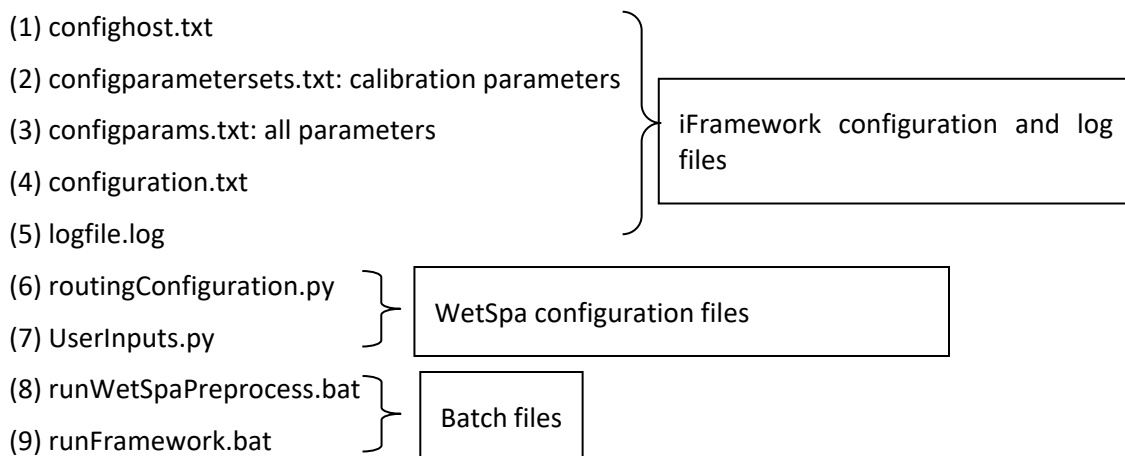 (1) confighost.txt
(2) configparametersets.txt: calibration parameters
(3) configparams.txt: all parameters
(4) configuration.txt
(5) logfile.log
iFramework configuration and log
files
(6) routingConfiguration.py
(7) UserInputs.py
WetSpa configuration files
(8) runWetSpaPreprocess.bat
(9) runFramework.bat
Batch files